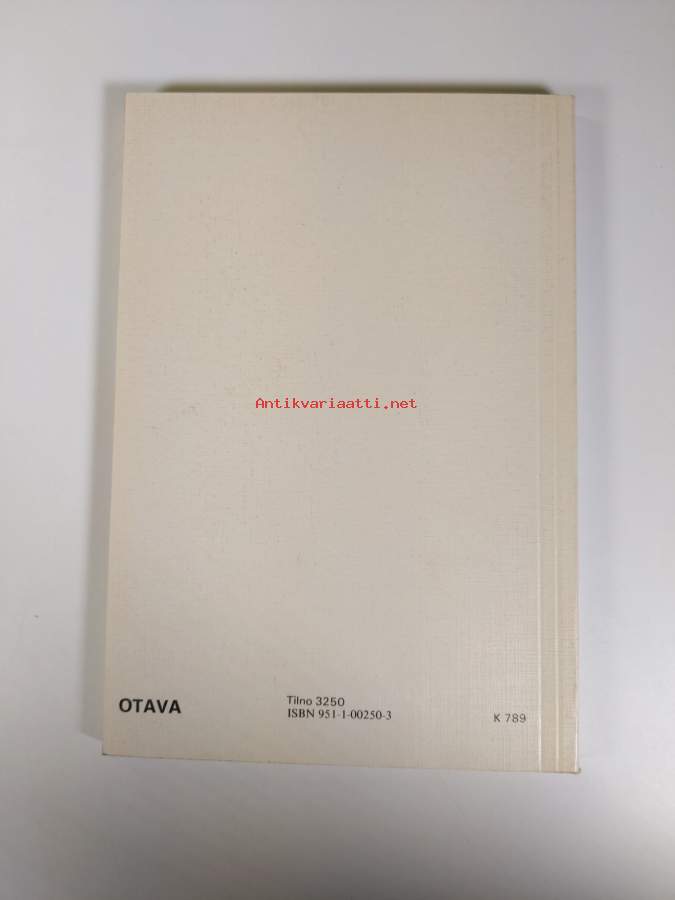 Antikvariaatti.net
OTAVA
Tilno 3250
ISBN 951-1-00250-3
K 789